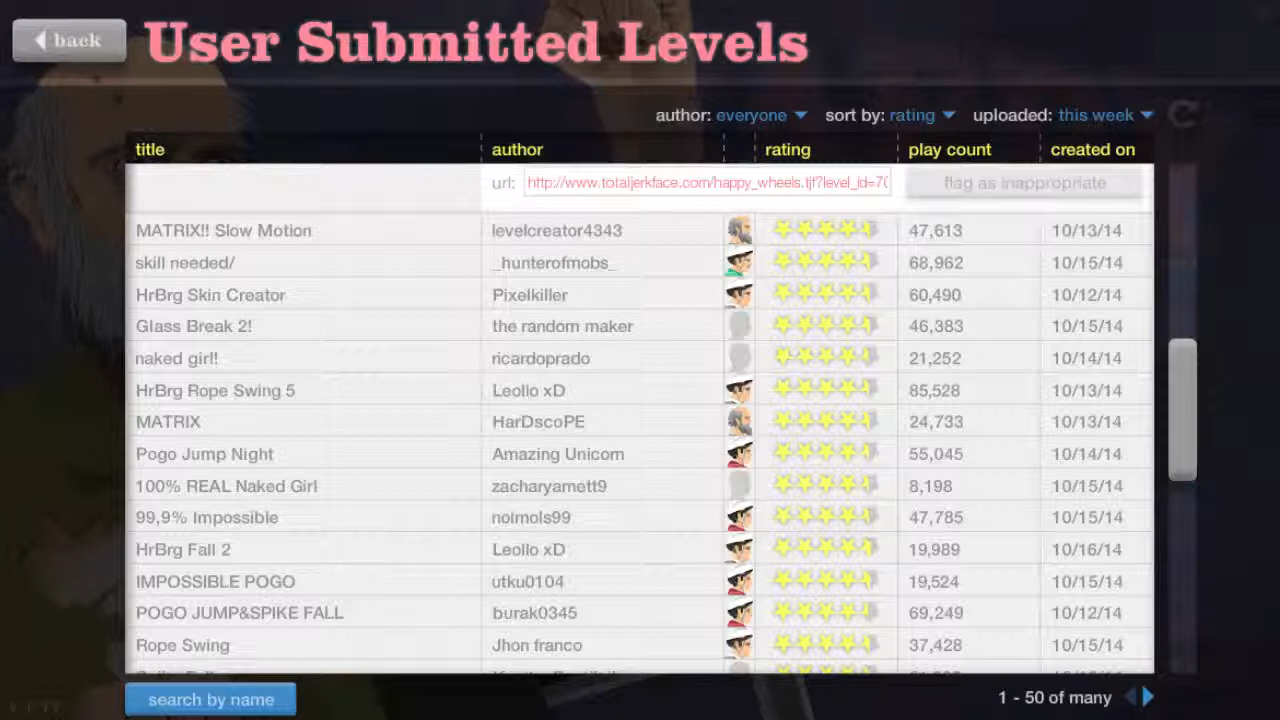 back
User Submitted Levels
author: everyone sort by: rating uploaded: this week
title author rating play count created on
url: http://www.totaljerkface.com/happy_wheels.tjf?level_id=7( flag as inappropriate
MATRIX!! Slow Motion levelcreator4343 47,613 10/13/14
skill needed/ _hunterofmobs_ 68,962 10/15/14
HrBrg Skin Creator Pixelkiller 60,490 10/12/14
Glass Break 2! the random maker 46,383 10/15/14
naked girl! ricardoprado 21,252 10/14/14
HrBrg Rope Swing 5 Leollo xD 85,528 10/13/14
MATRIX HarDscoPE 24,733 10/13/14
Pogo Jump Night Amazing Unicorn 55,045 10/14/14
100% REAL Naked Girl zacharyamett9 8,198 10/15/14
99,9% Impossible noimols99 47,785 10/15/14
HrBrg Fall 2 Leollo xD 19,989 10/16/14
IMPOSSIBLE POGO utku0104 19,524 10/15/14
POGO JUMP&SPIKE FALL burak0345 69,249 10/12/14
Rope Swing Jhon franco 37,428 10/15/14
search by name 1 - 50 of many